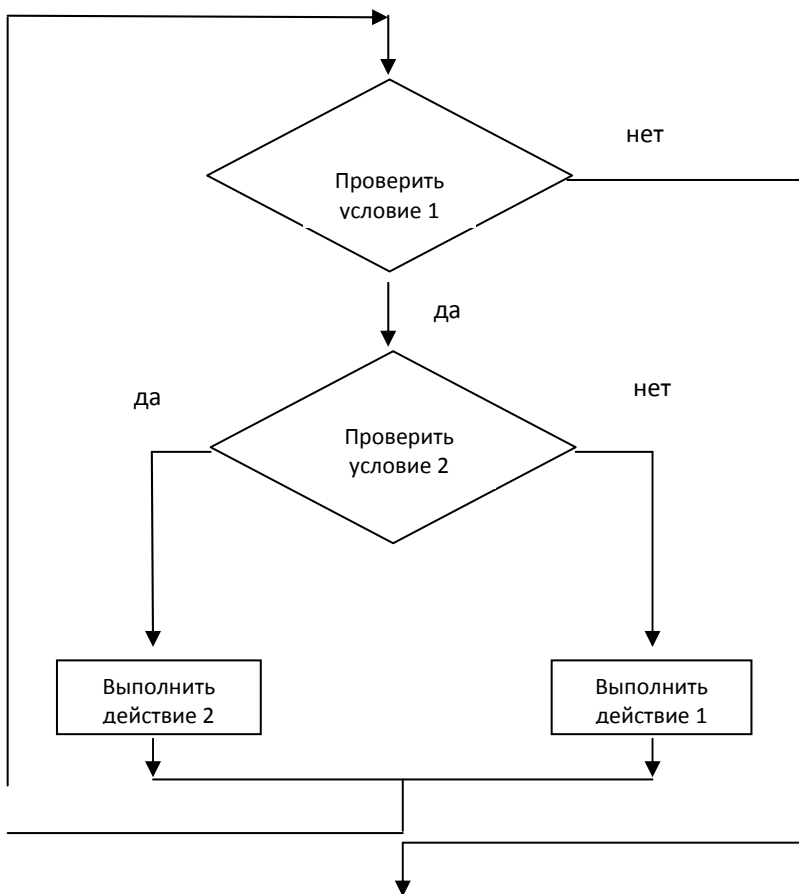 нет
Проверить
условие 1
да
да
нет
Проверить
условие 2
Выполнить
действие 2
Выполнить
действие 1